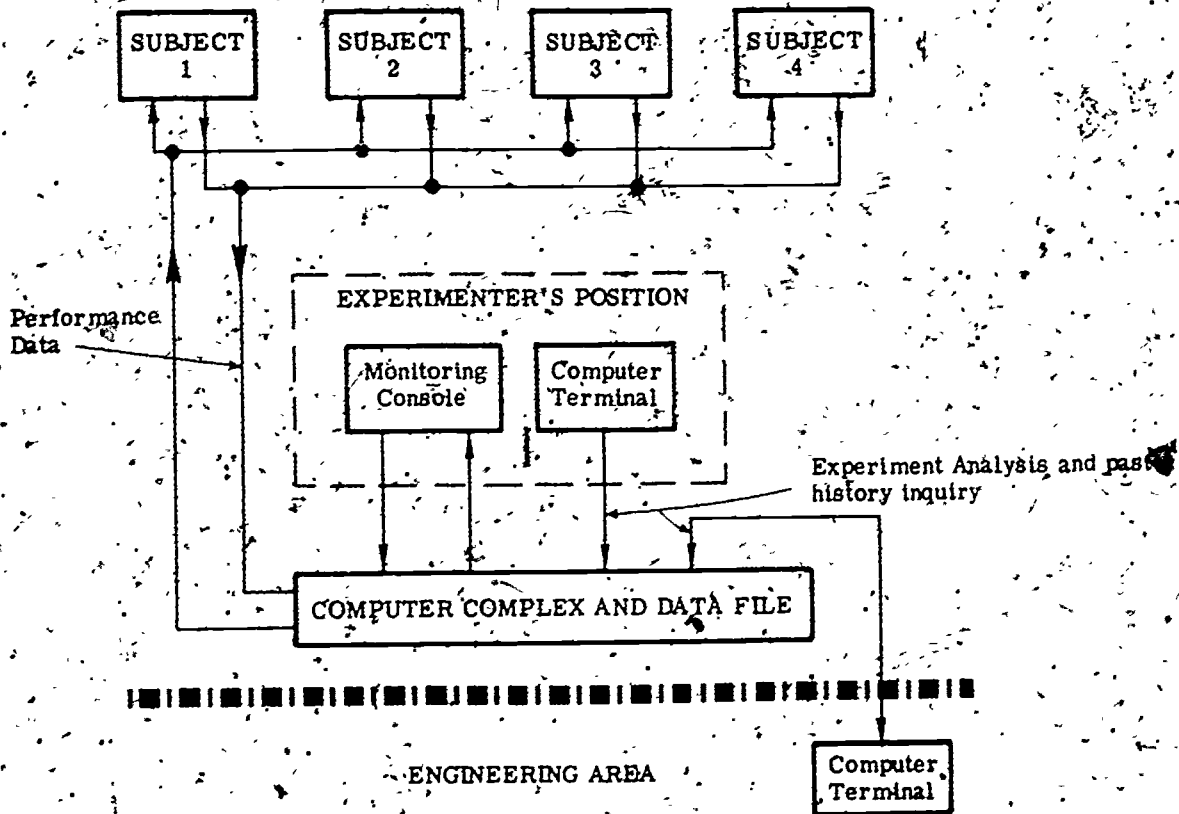 SUBJECT
1
SUBJECT
2
SUBJECT
3
SUBJECT
4
EXPERIMENTER'S POSITION
Performance
Data
Monitoring
Console
Computer
Terminal
Experiment Analysis and past
history inquiry
COMPUTER COMPLEX AND DATA FILE
ENGINEERING AREA
Computer
Terminal